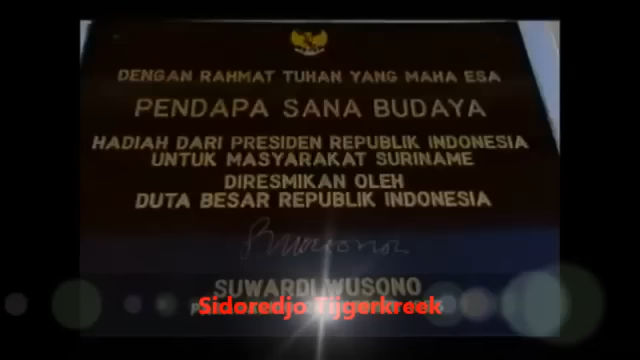 DENGAN RAHMAT TUHAN YANG MAHA ESA
PENDAPA SANA BUDAYA
HADIAH DARI PRESIDEN REPUBLIK INDONESIA
UNTUK MASYARAKAT SURINAME
DIRESMIKAN OLEH
DUTA BESAR REPUBLIK INDONESIA
SUWARDI WUSONO
Sidoredjo Tijgerkreek